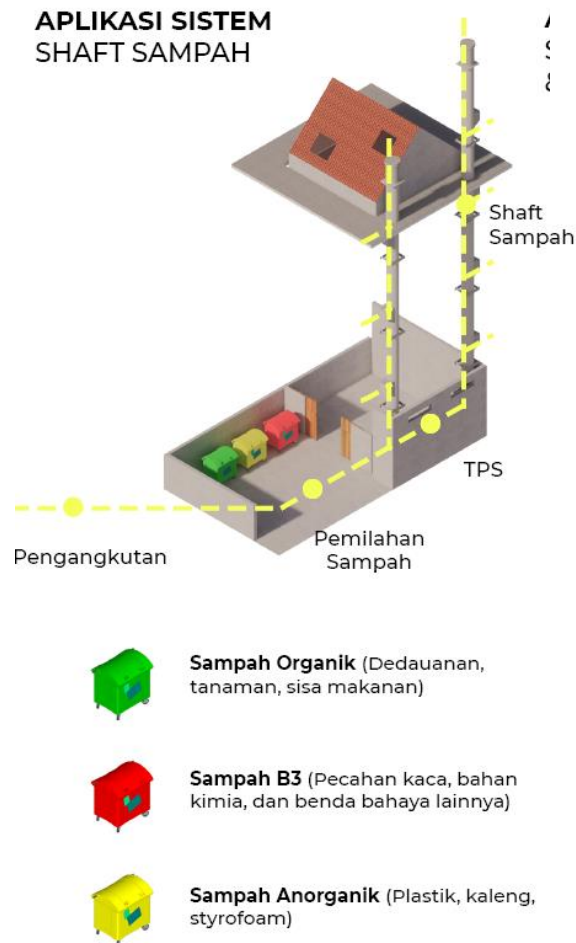 APLIKASI SISTEM
SHAFT SAMPAH
Shaft
Sampah
TPS
Pemilahan
Sampah
Pengangkutan
Sampah Organik (Dedauanan,
tanaman, sisa makanan)
Sampah B3 (Pecahan kaca, bahan
kimia, dan benda bahaya lainnya)
Sampah Anorganik (Plastik, kaleng,
styrofoam)